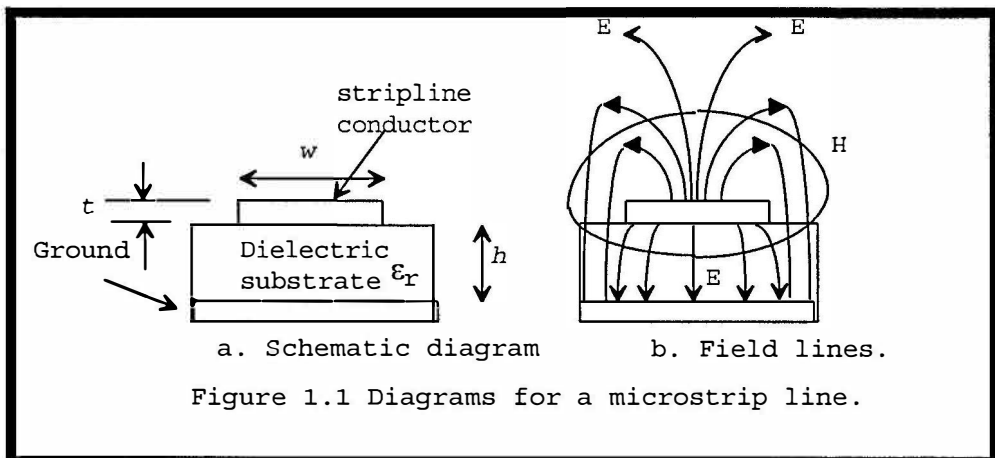 stripline
conductor
w
t
Ground
Dielectric
substrate εr
h
a. Schematic diagram
E E
H
E
b. Field lines.
Figure 1.1 Diagrams for a microstrip line.